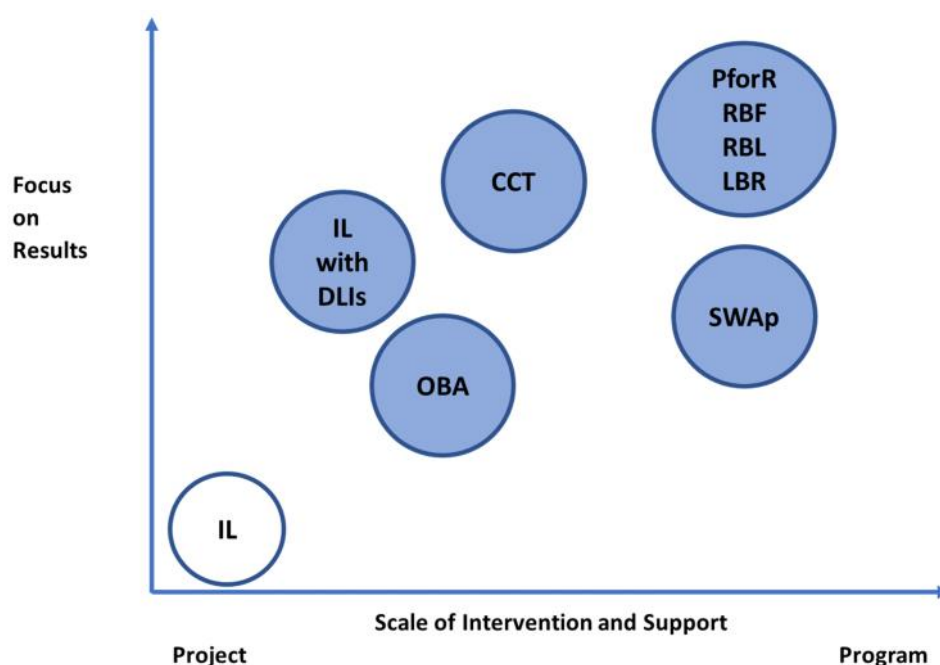 PforR
RBF
RBL
LBR
CCT
Focus
on
Results
IL
with
DLIs
SWAp
OBA
IL
Scale of Intervention and Support
Project
Program